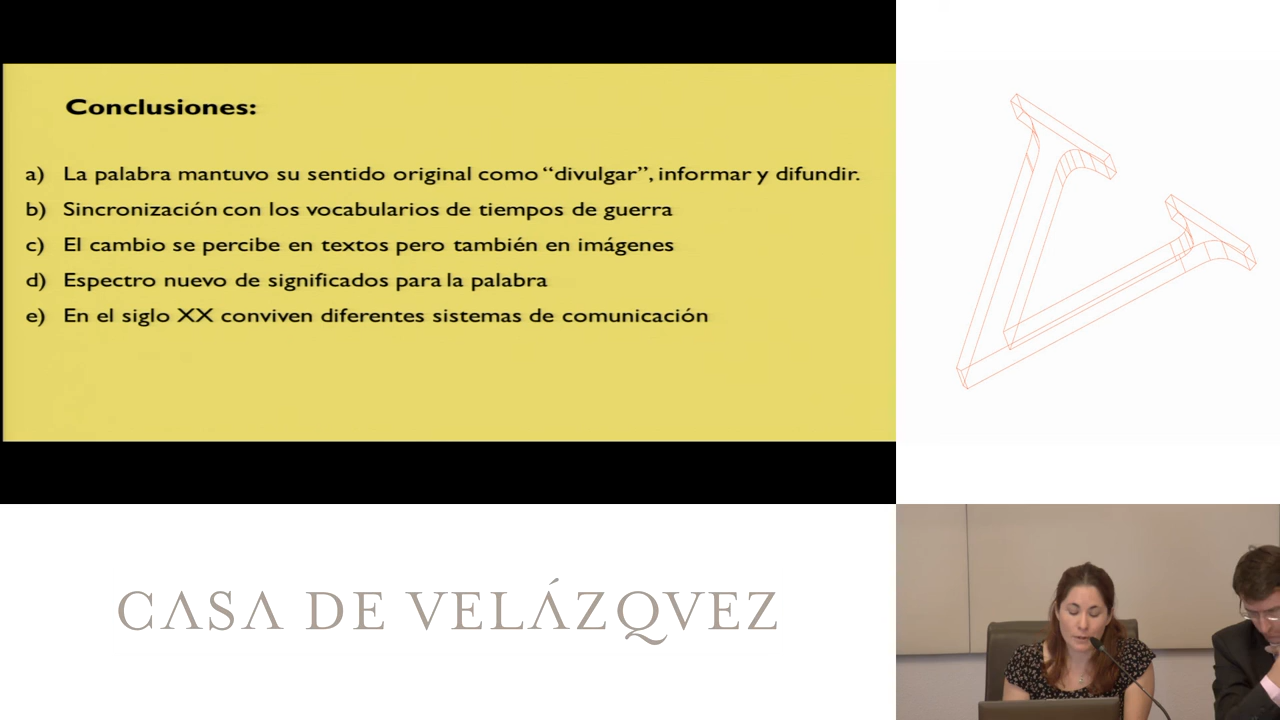 Conclusiones:
a) La palabra mantuvo su sentido original como “divulgar”, informar y difundir.
b) Sincronización con los vocabularios de tiempos de guerra
c) El cambio se percibe en textos pero también en imágenes
d) Espectro nuevo de significados para la palabra
e) En el siglo XX conviven diferentes sistemas de comunicación
CASA DE VELÁZQVEZ